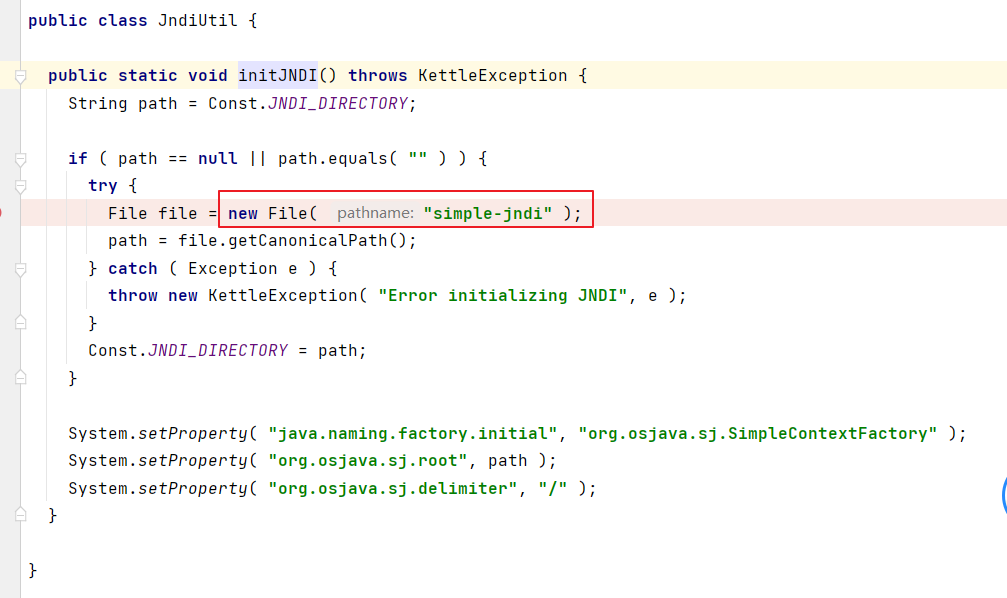 public class JndiUtil {
public static void initJNDI() throws KettleException {
String path = Const.JNDI_DIRECTORY;
if ( path == null || path.equals( "" ) ) {
try {
File file = new File( pathname: "simple-jndi" );
path = file.getCanonicalPath();
} catch ( Exception e ) {
throw new KettleException( "Error initializing JNDI", e );
}
Const.JNDI_DIRECTORY = path;
}
System.setProperty( "java.naming.factory.initial", "org.osjava.sj.SimpleContextFactory" );
System.setProperty( "org.osjava.sj.root", path );
System.setProperty( "org.osjava.sj.delimiter", "/" );
}
}